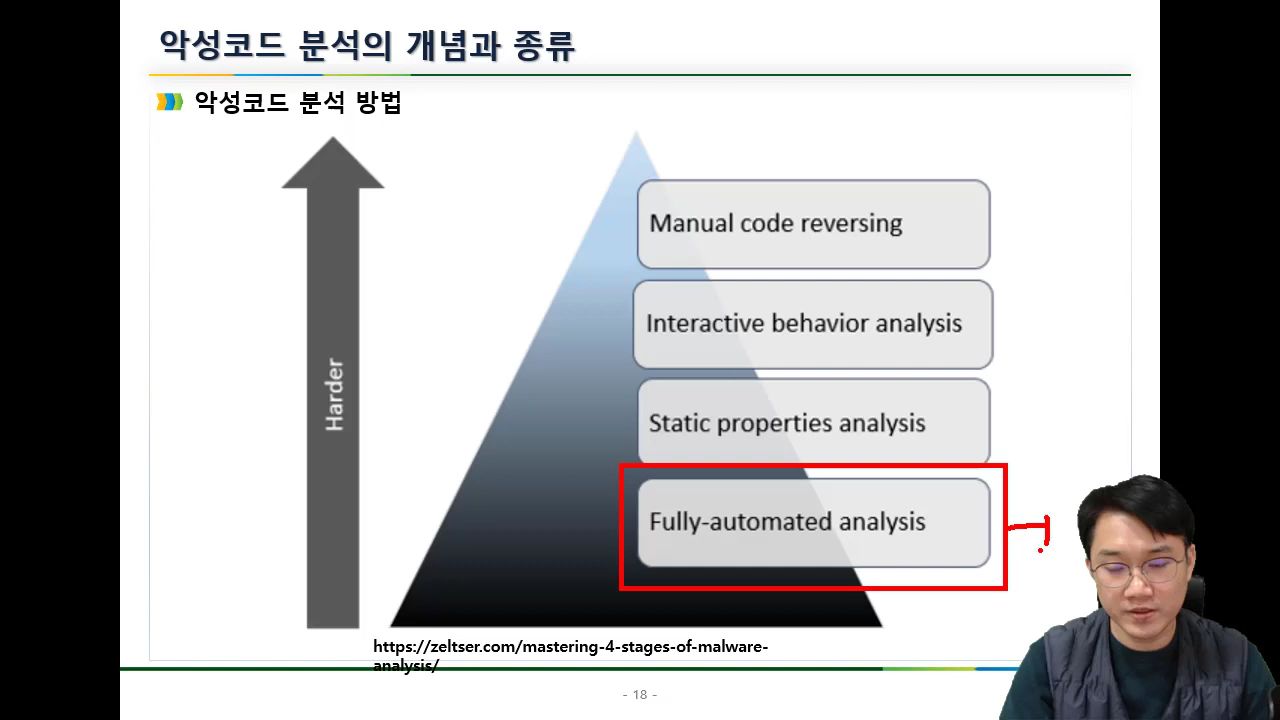 악성코드 분석의 개념과 종류
악성코드 분석 방법
Harder
Manual code reversing
Interactive behavior analysis
Static properties analysis
Fully-automated analysis
https://zeltser.com/mastering-4-stages-of-malware-
analysis/
- 18 -